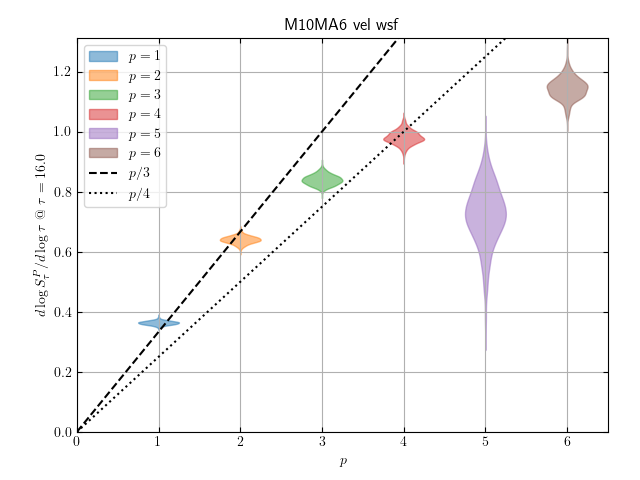 M10MA6 vel wsf
d log S_τ^P / d log τ @ τ = 16.0
1.2
1.0
0.8
0.6
0.4
0.2
0.0
p = 1
p = 2
p = 3
p = 4
p = 5
p = 6
p/3
p/4
0 1 2 3 4 5 6
p